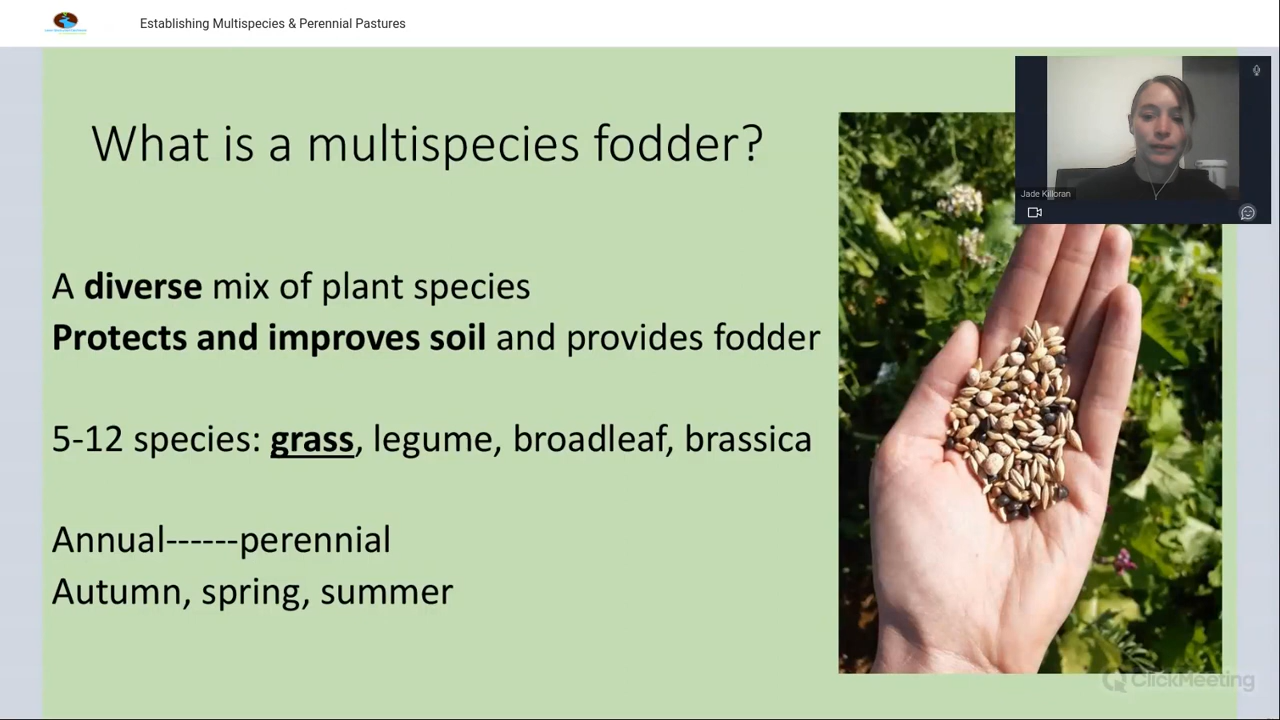 Establishing Multispecies & Perennial Pastures
Jade Killoran
What is a multispecies fodder?
A diverse mix of plant species
Protects and improves soil and provides fodder
5-12 species: grass, legume, broadleaf, brassica
Annual------perennial
Autumn, spring, summer
ClickMeeting